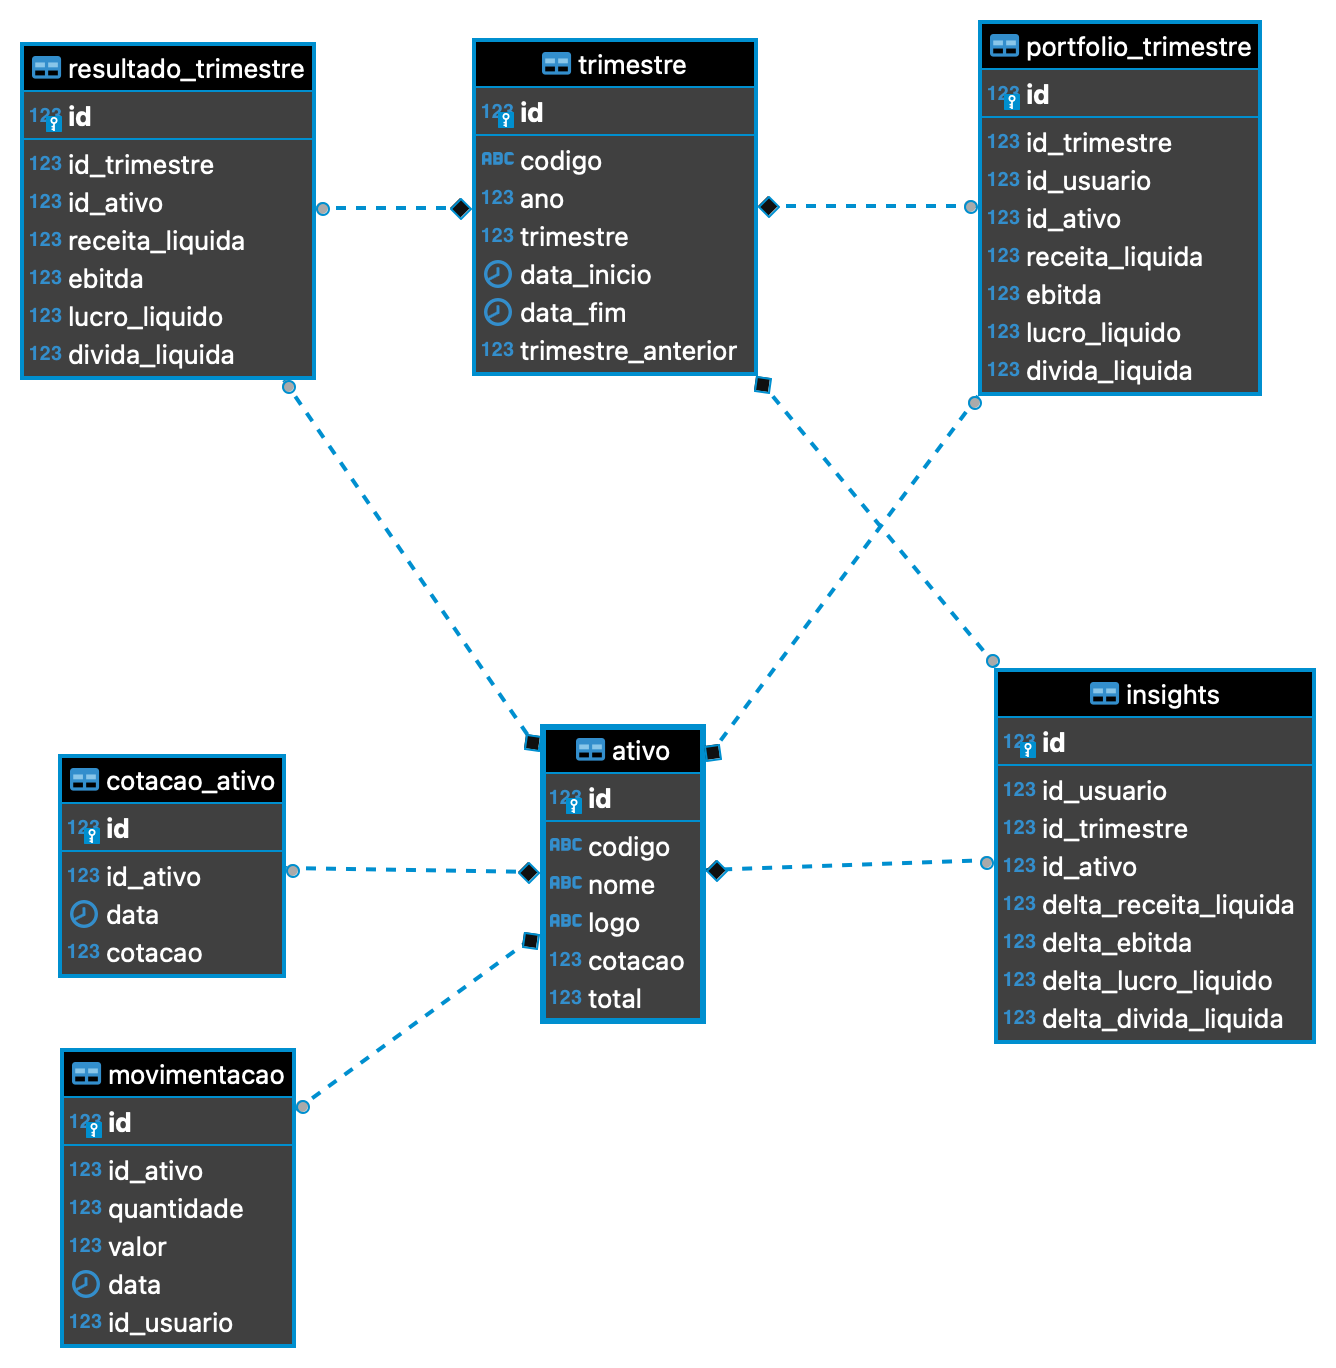 resultado_trimestre
123 id
123 id_trimestre
123 id_ativo
123 receita_liquida
123 ebitda
123 lucro_liquido
123 divida_liquida
trimestre
123 id
ABC codigo
123 ano
123 trimestre
data_inicio
data_fim
123 trimestre_anterior
portfolio_trimestre
123 id
123 id_trimestre
123 id_usuario
123 id_ativo
123 receita_liquida
123 ebitda
123 lucro_liquido
123 divida_liquida
cotacao_ativo
123 id
123 id_ativo
data
123 cotacao
ativo
123 id
ABC codigo
ABC nome
ABC logo
123 cotacao
123 total
insights
123 id
123 id_usuario
123 id_trimestre
123 id_ativo
123 delta_receita_liquida
123 delta_ebitda
123 delta_lucro_liquido
123 delta_divida_liquida
movimentacao
123 id
123 id_ativo
123 quantidade
123 valor
data
123 id_usuario